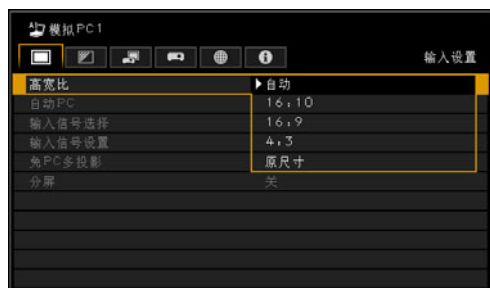 模拟PC1
输入设置
高宽比 ▶自动
自动PC 16:10
输入信号选择 16:9
输入信号设置 4:3
免PC多投影 原尺寸
分屏 关